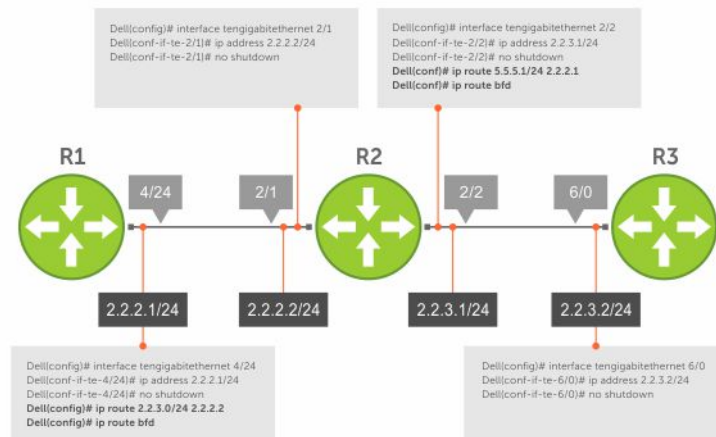 Dell(config)# interface tengigabitethernet 2/1
Dell(conf-if-te-2/1)# ip address 2.2.2.2/24
Dell(conf-if-te-2/1)# no shutdown
Dell(config)# interface tengigabitethernet 2/2
Dell(conf-if-te-2/2)# ip address 2.2.3.1/24
Dell(conf-if-te-2/2)# no shutdown
Dell(conf)# ip route 5.5.5.1/24 2.2.2.1
Dell(conf)# ip route bfd
R1
R2
R3
4/24
2/1
2/2
6/0
2.2.2.1/24
2.2.2.2/24
2.2.3.1/24
2.2.3.2/24
Dell(config)# interface tengigabitethernet 4/24
Dell(conf-if-te-4/24)# ip address 2.2.2.1/24
Dell(conf-if-te-4/24)# no shutdown
Dell(config)# ip route 2.2.3.0/24 2.2.2.2
Dell(config)# ip route bfd
Dell(config)# interface tengigabitethernet 6/0
Dell(conf-if-te-6/0)# ip address 2.2.3.2/24
Dell(conf-if-te-6/0)# no shutdown